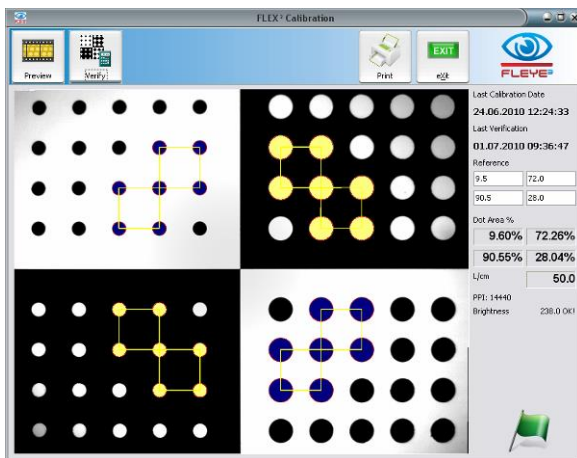 FLEX³ Calibration
Preview
Verify
Print
EXIT
eXit
FLEYE³
Last Calibration Date
24.06.2010 12:24:33
Last Verification
01.07.2010 09:36:47
Reference
9.5 72.0
90.5 28.0
Dot Area %
9.60% 72.26%
90.55% 28.04%
L/cm 50.0
PPI: 14440
Brightness 238.0 OK!